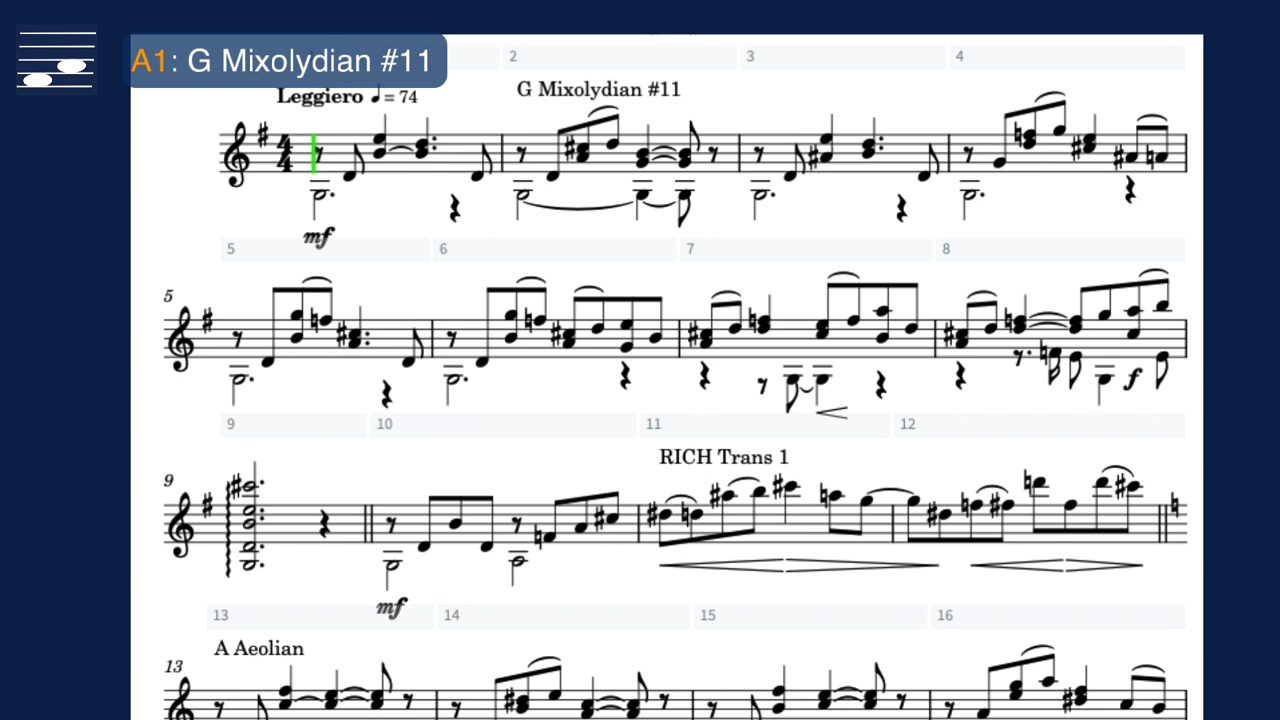 A1: G Mixolydian #11
2
3
4
Leggiero ♩ = 74
G Mixolydian #11
4
4
mf
5
6
7
8
5
f
9
10
11
12
9
RICH Trans 1
mf
13
14
15
16
A Aeolian
13